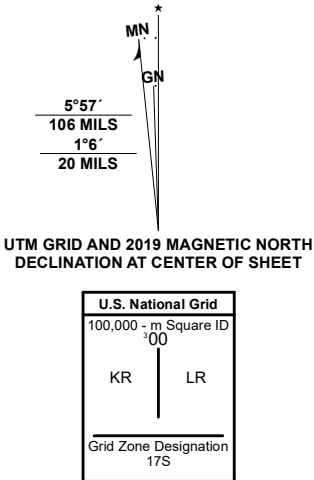 ★
MN
GN
5°57´
106 MILS
1°6´
20 MILS
UTM GRID AND 2019 MAGNETIC NORTH
DECLINATION AT CENTER OF SHEET
U.S. National Grid
100,000 - m Square ID
³00
KR LR
Grid Zone Designation
17S